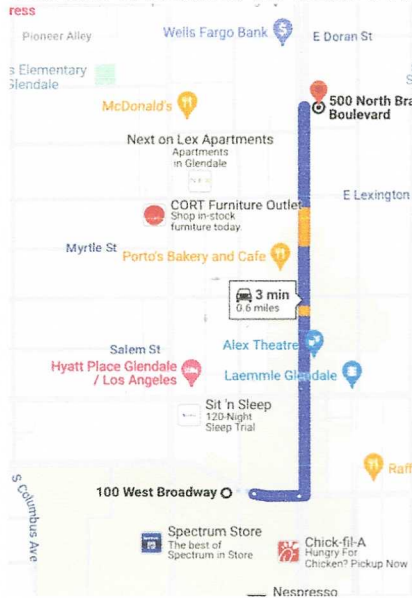 ress
Pioneer Alley
Wells Fargo Bank
E Doran St
s Elementary
Glendale
McDonald's
500 North Bra
Boulevard
Next on Lex Apartments
Apartments
in Glendale
E Lexington
CORT Furniture Outlet
Shop in-stock
furniture today
Myrtle St
Porto's Bakery and Cafe
3 min
0.6 miles
Salem St
Alex Theatre
Hyatt Place Glendale
/ Los Angeles
Laemmle Glendale
Sit 'n Sleep
120-Night
Sleep Trial
Raff
S Columbus Ave
100 West Broadway
Spectrum Store
The best of
Spectrum in Store
Chick-fil-A
Hungry For
Chicken? Pickup Now
Nespresso